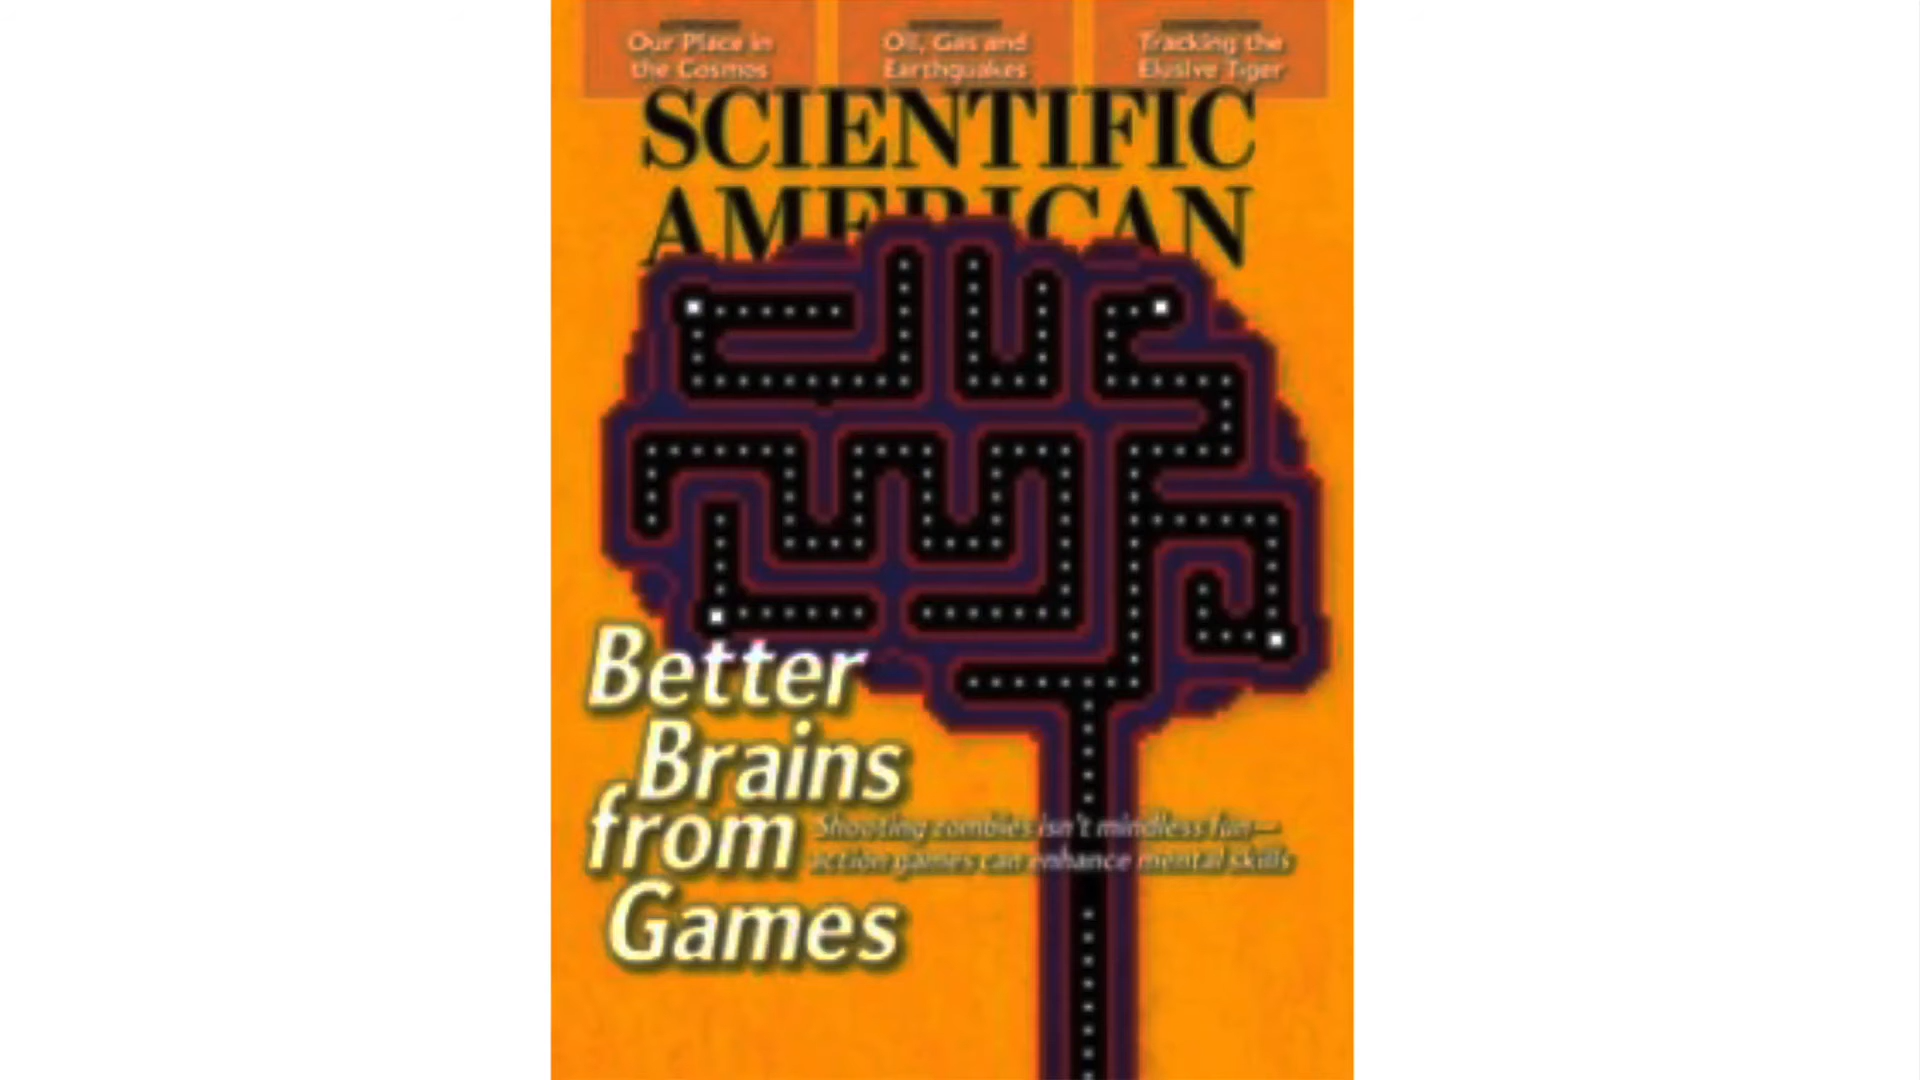 Our Place in
the Cosmos
Oil, Gas and
Earthquakes
Tracking the
Elusive Tiger
SCIENTIFIC
AMERICAN
Better
Brains
from
Games
Shooting zombies isn't mindless fun—
action games can enhance mental skills